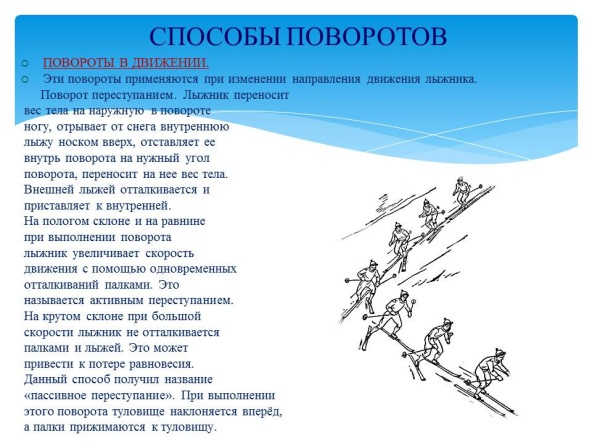 СПОСОБЫ ПОВОРОТОВ
ПОВОРОТЫ В ДВИЖЕНИИ.
Эти повороты применяются при изменении направления движения лыжника.
Поворот переступанием. Лыжник переносит
вес тела на наружную в повороте
ногу, отрывает от снега внутреннюю
лыжу носком вверх, отставляет ее
внутрь поворота на нужный угол
поворота, переносит на нее вес тела.
Внешней лыжей отталкивается и
приставляет к внутренней.
На пологом склоне и на равнине
при выполнении поворота
лыжник увеличивает скорость
движения с помощью одновременных
отталкиваний палками. Это
называется активным переступанием.
На крутом склоне при большой
скорости лыжник не отталкивается
палками и лыжей. Это может
привести к потере равновесия.
Данный способ получил название
«пассивное переступание». При выполнении
этого поворота туловище наклоняется вперёд,
а палки прижимаются к туловищу.